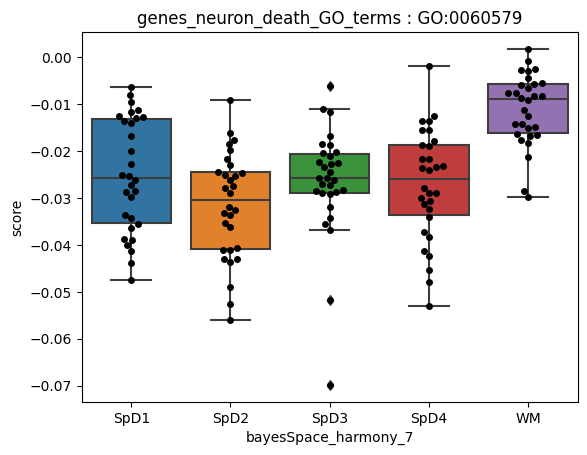 genes_neuron_death_GO_terms : GO:0060579
0.00
−0.01
−0.02
−0.03
−0.04
−0.05
−0.06
−0.07
score
SpD1 SpD2 SpD3 SpD4 WM
bayesSpace_harmony_7